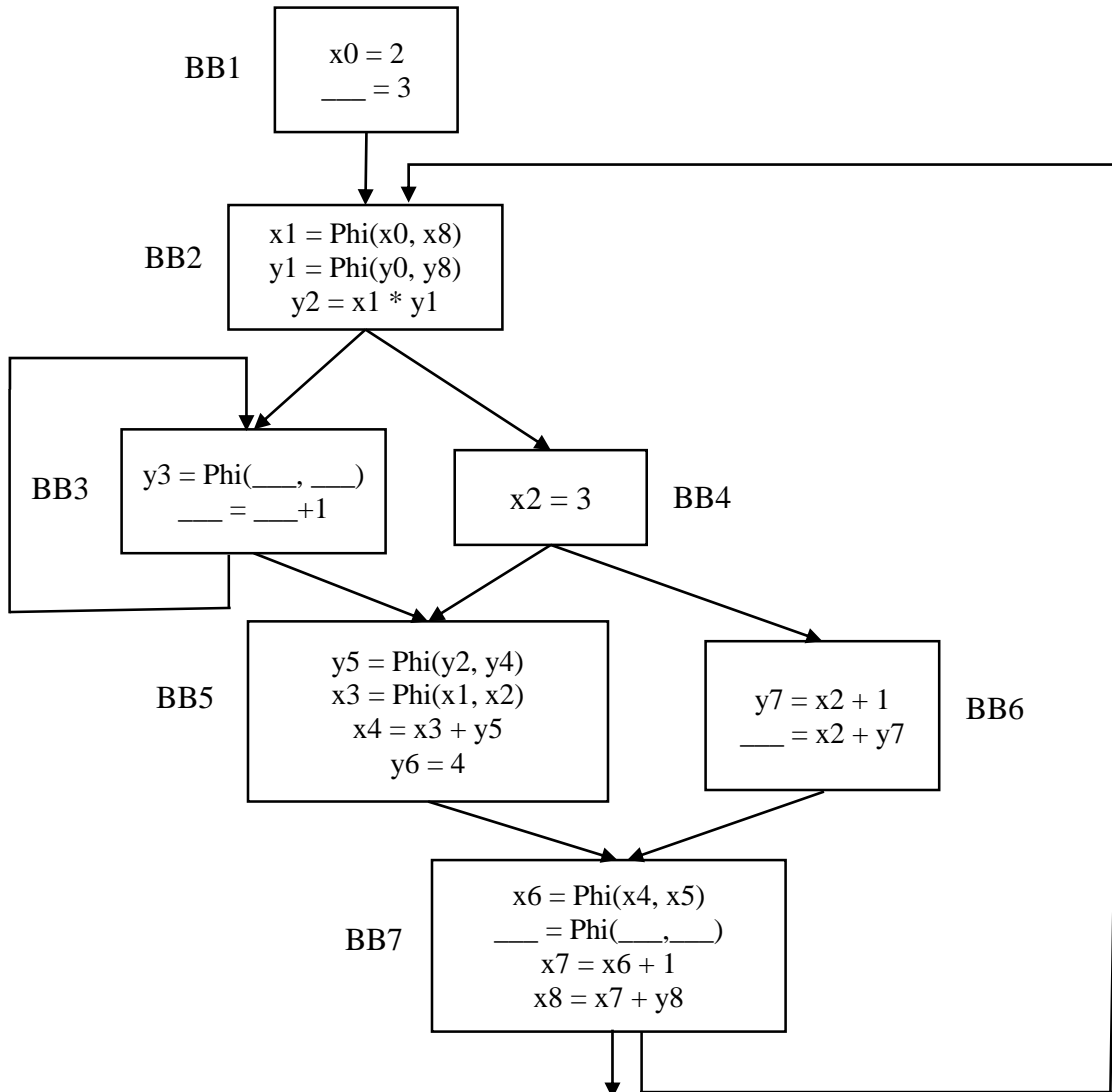 BB1
x0 = 2
___ = 3
BB2
x1 = Phi(x0, x8)
y1 = Phi(y0, y8)
y2 = x1 * y1
BB3
y3 = Phi(___, ___)
___ = ___+1
x2 = 3
BB4
BB5
y5 = Phi(y2, y4)
x3 = Phi(x1, x2)
x4 = x3 + y5
y6 = 4
y7 = x2 + 1
___ = x2 + y7
BB6
BB7
x6 = Phi(x4, x5)
___ = Phi(___,___)
x7 = x6 + 1
x8 = x7 + y8